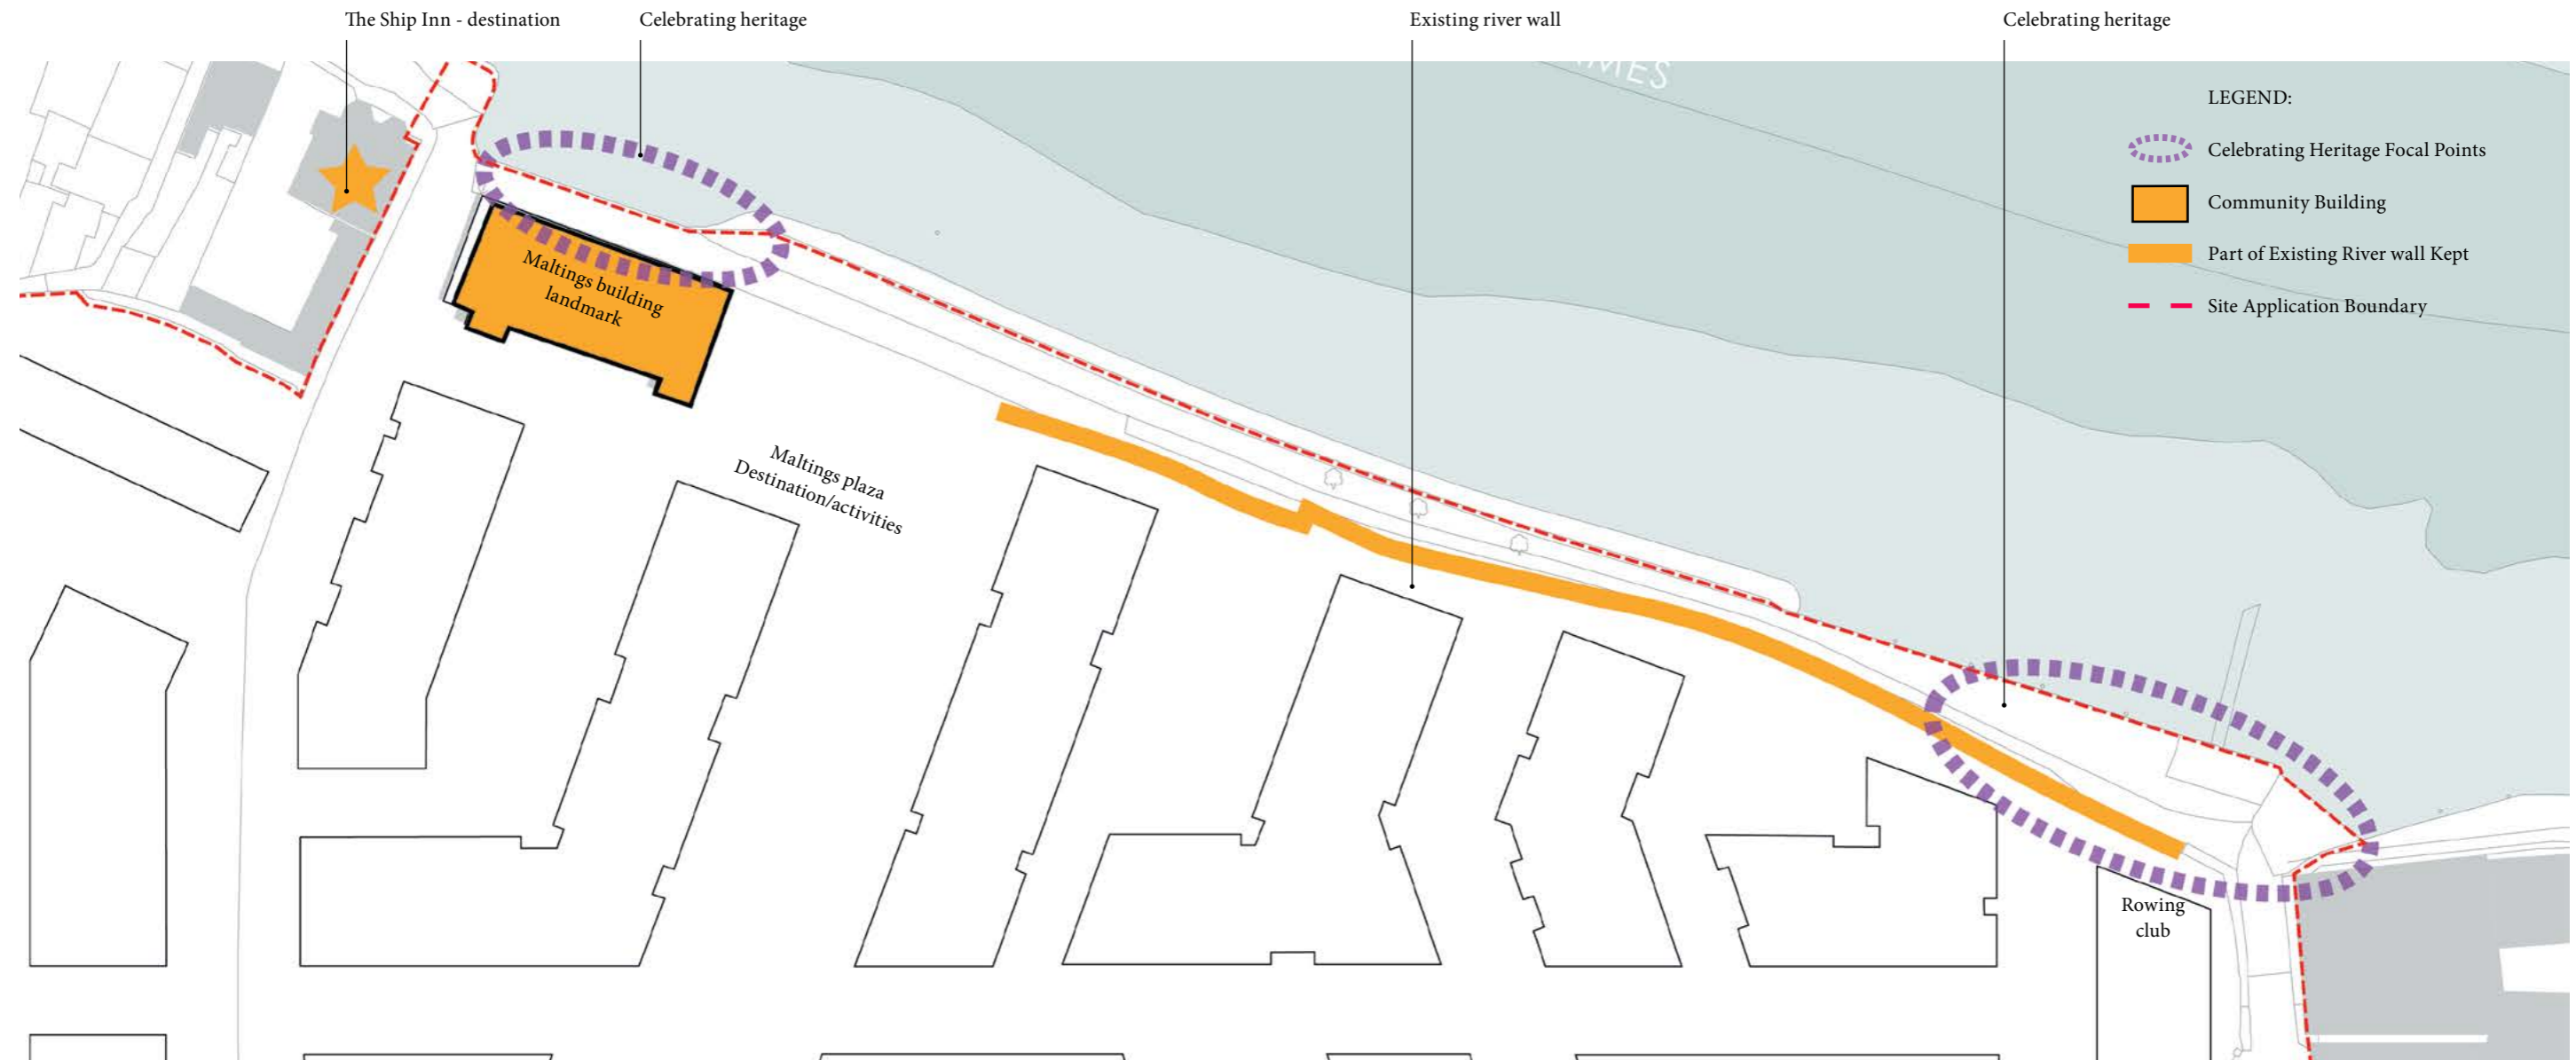 The Ship Inn - destination
Celebrating heritage
Existing river wall
Celebrating heritage
LEGEND:
Celebrating Heritage Focal Points
Community Building
Part of Existing River wall Kept
Site Application Boundary
Maltings building
landmark
Maltings plaza
Destination/activities
Rowing
club